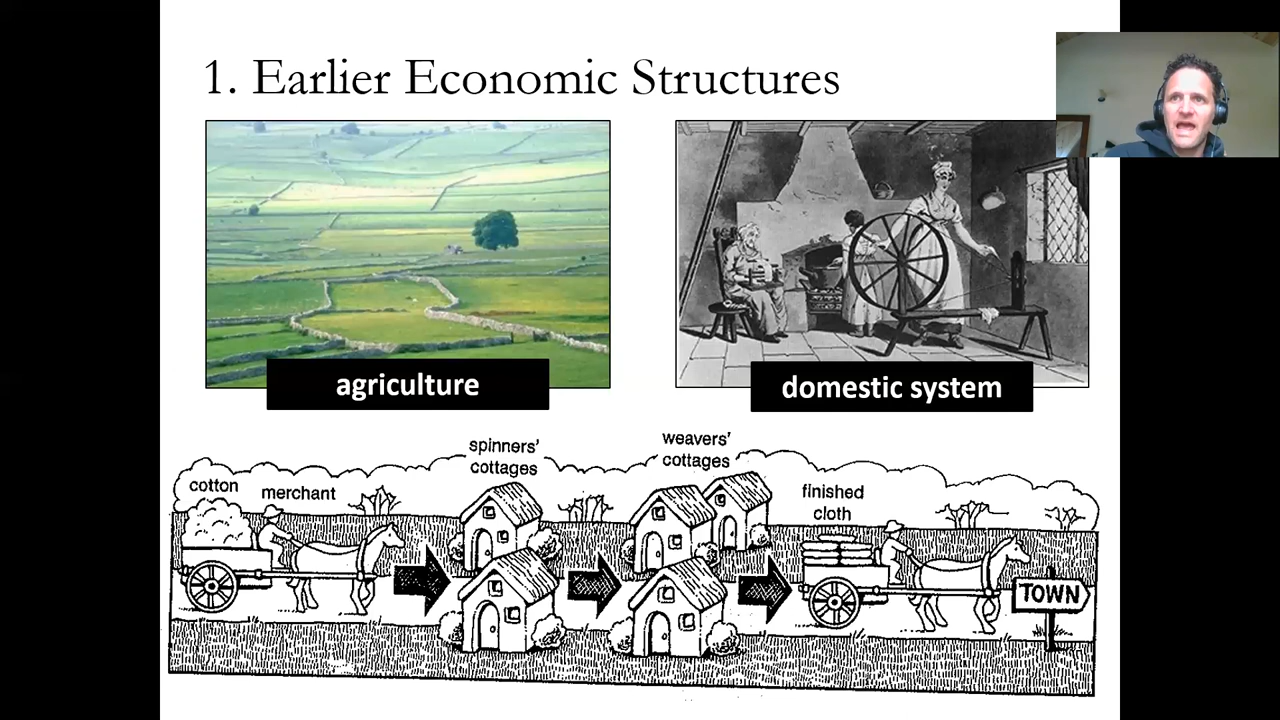 1. Earlier Economic Structures
agriculture
domestic system
cotton
merchant
spinners'
cottages
weavers'
cottages
finished
cloth
TOWN